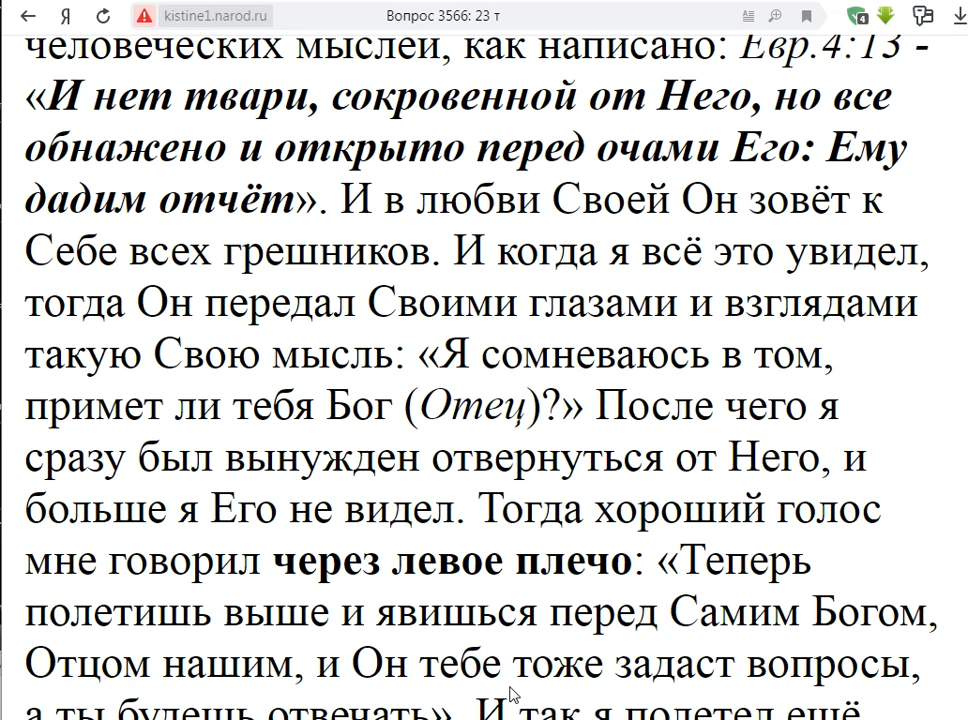 Я
kistine1.narod.ru
Вопрос 3566: 23 т
4
человеческих мыслей, как написано: Евр.4:13 -
«И нет твари, сокровенной от Него, но все
обнажено и открыто перед очами Его: Ему
дадим отчёт». И в любви Своей Он зовёт к
Себе всех грешников. И когда я всё это увидел,
тогда Он передал Своими глазами и взглядами
такую Свою мысль: «Я сомневаюсь в том,
примет ли тебя Бог (Отец)?» После чего я
сразу был вынужден отвернуться от Него, и
больше я Его не видел. Тогда хороший голос
мне говорил через левое плечо: «Теперь
полетишь выше и явишься перед Самим Богом,
Отцом нашим, и Он тебе тоже задаст вопросы,
а ты будешь отвечать». И так я полетел ещё